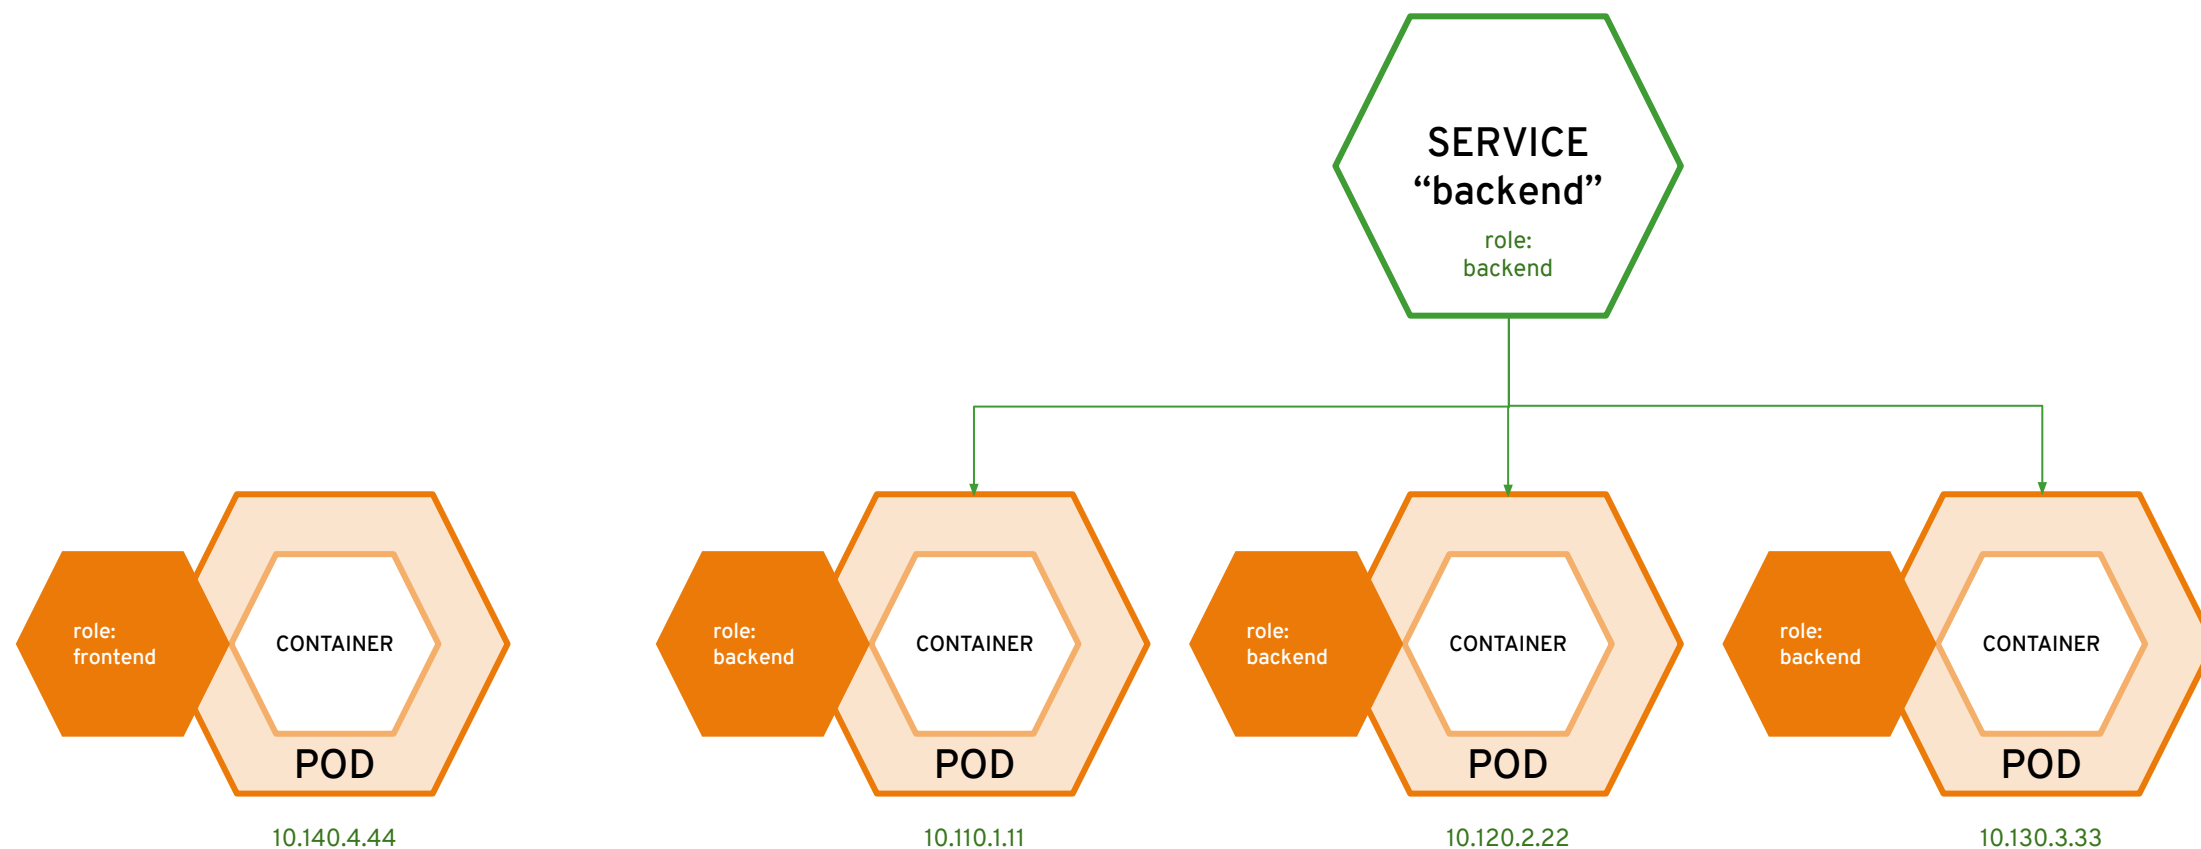 SERVICE
“backend”
role:
backend
role:
frontend
CONTAINER
POD
10.140.4.44
role:
backend
CONTAINER
POD
10.110.1.11
role:
backend
CONTAINER
POD
10.120.2.22
role:
backend
CONTAINER
POD
10.130.3.33